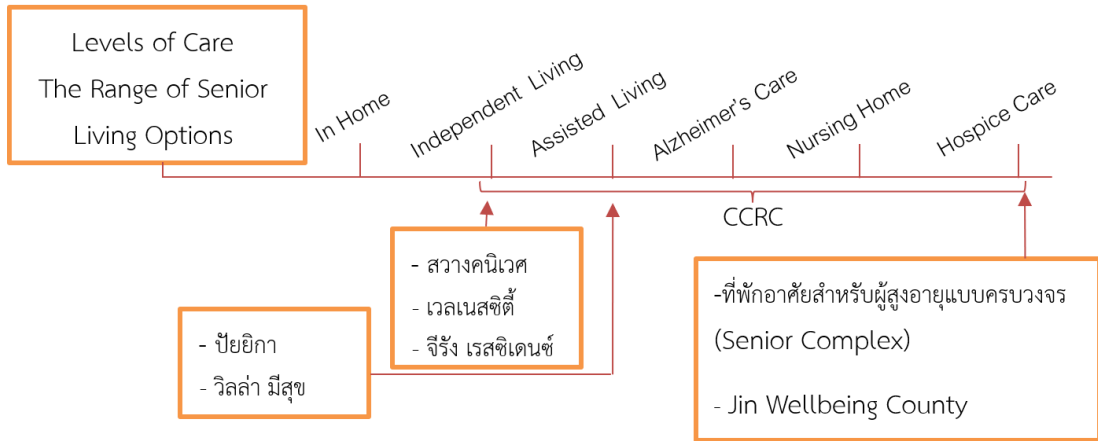 Levels of Care
The Range of Senior
Living Options
In Home
Independent Living
Assisted Living
Alzheimer's Care
Nursing Home
Hospice Care
CCRC
- สวางคนิเวศ
- เวลเนสซิตี้
- จีรัง เรสซิเดนซ์
- ปัยยิกา
- วิลล่า มีสุข
-ที่พักอาศัยสำหรับผู้สูงอายุแบบครบวงจร
(Senior Complex)
- Jin Wellbeing County